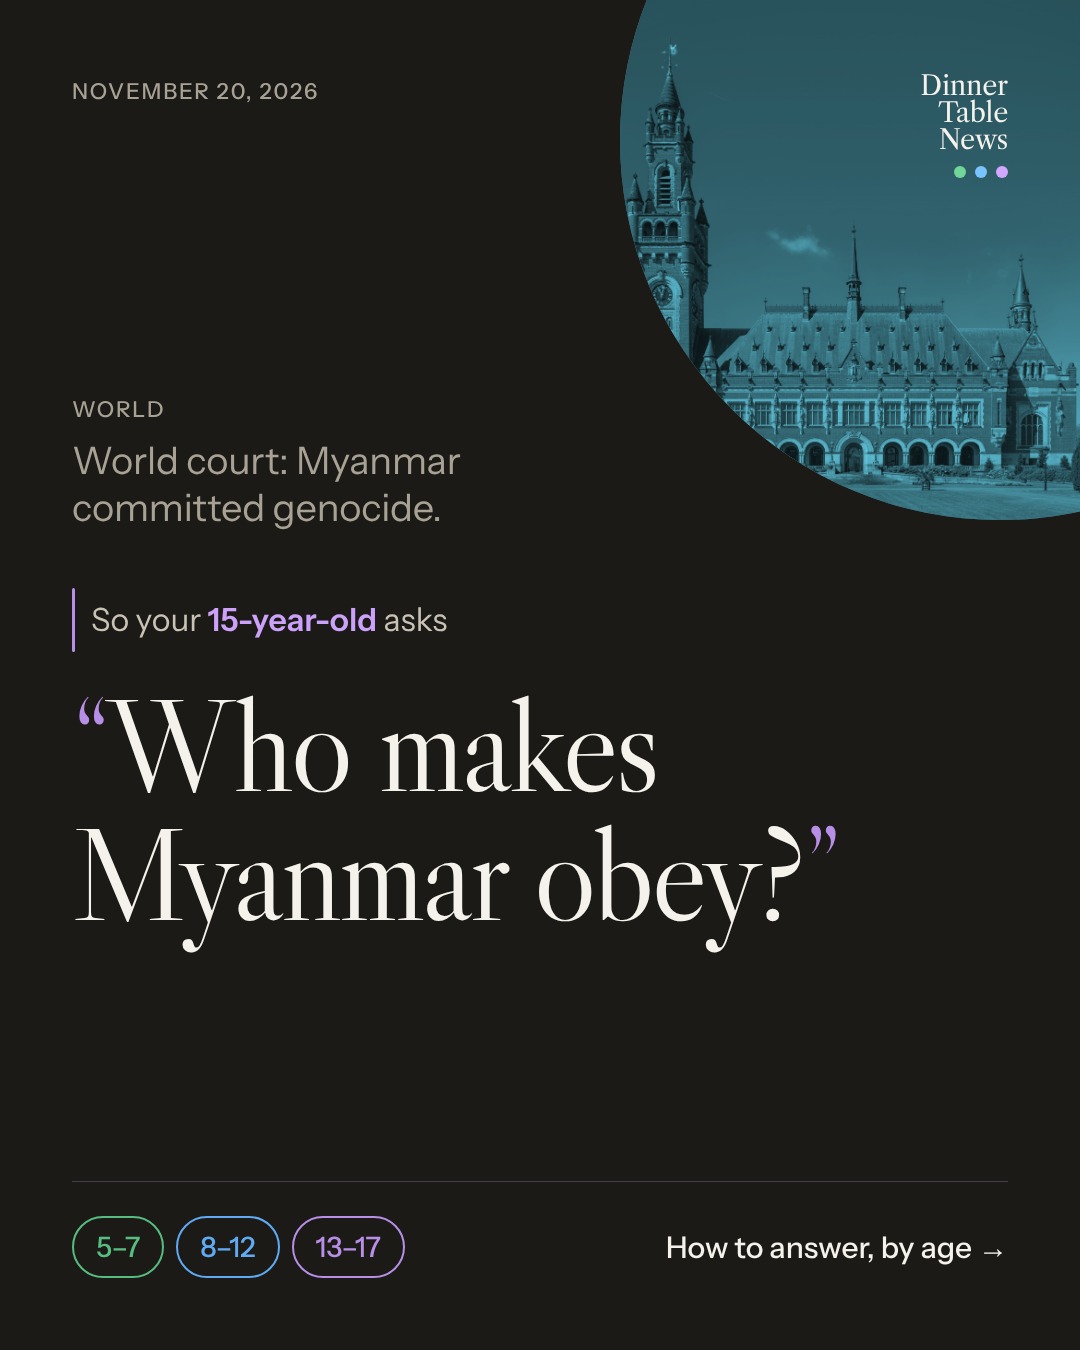 NOVEMBER 20, 2026
Dinner
Table
News
WORLD
World court: Myanmar
committed genocide.
So your 15-year-old asks
“Who makes
Myanmar obey?”
5–7
8–12
13–17
How to answer, by age →